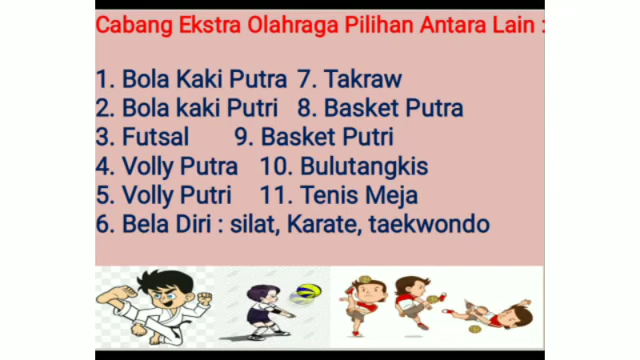 Cabang Ekstra Olahraga Pilihan Antara Lain :
1. Bola Kaki Putra 7. Takraw
2. Bola kaki Putri 8. Basket Putra
3. Futsal 9. Basket Putri
4. Volly Putra 10. Bulutangkis
5. Volly Putri 11. Tenis Meja
6. Bela Diri : silat, Karate, taekwondo